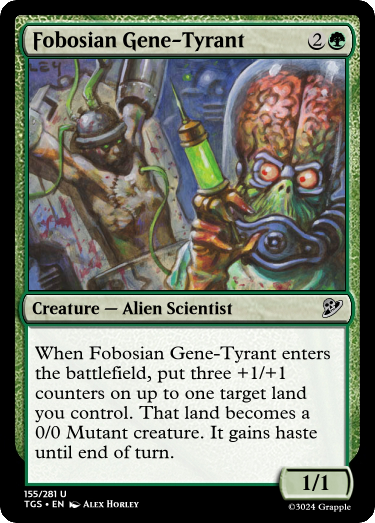 Fobosian Gene-Tyrant 2
Creature — Alien Scientist
When Fobosian Gene-Tyrant enters
the battlefield, put three +1/+1
counters on up to one target land
you control. That land becomes a
0/0 Mutant creature. It gains haste
until end of turn.
1/1
155/281 U
TGS • EN Alex Horley
©3024 Grapple